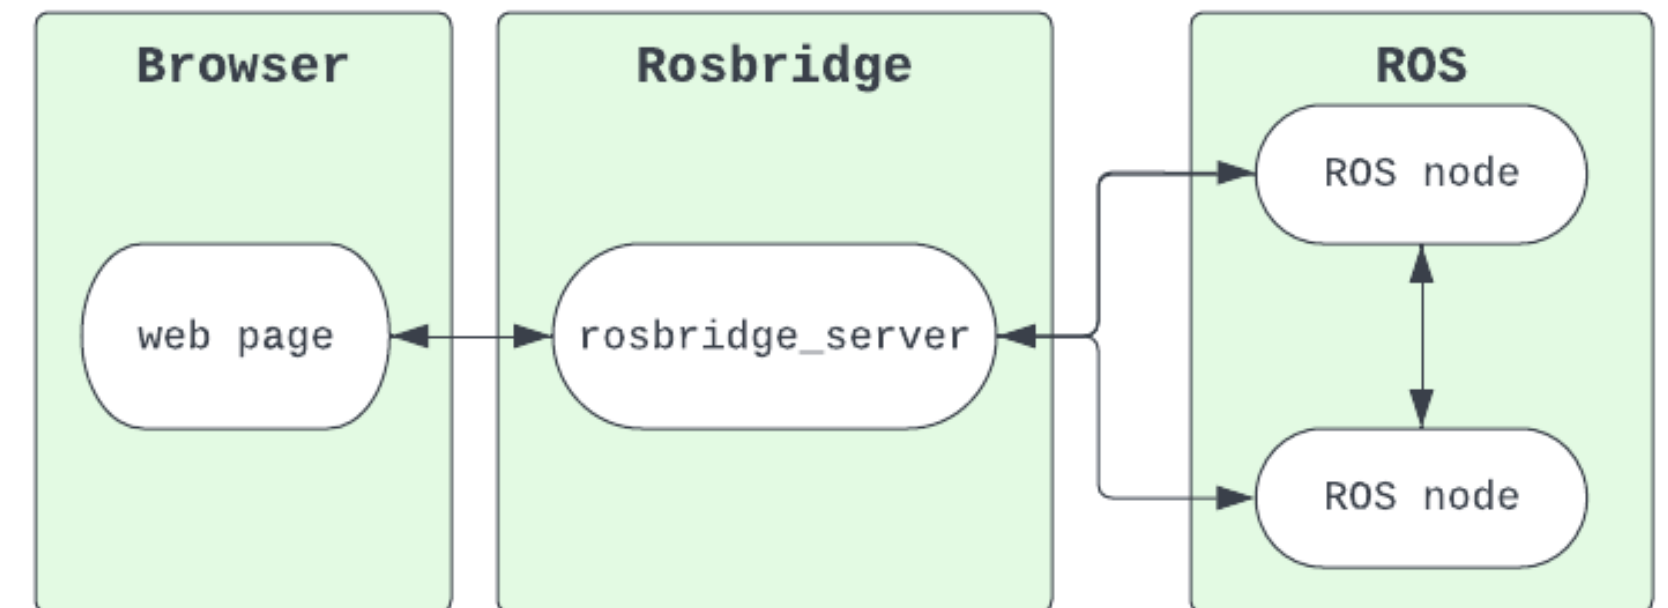 Browser
Rosbridge
ROS
ROS node
web page
rosbridge_server
ROS node